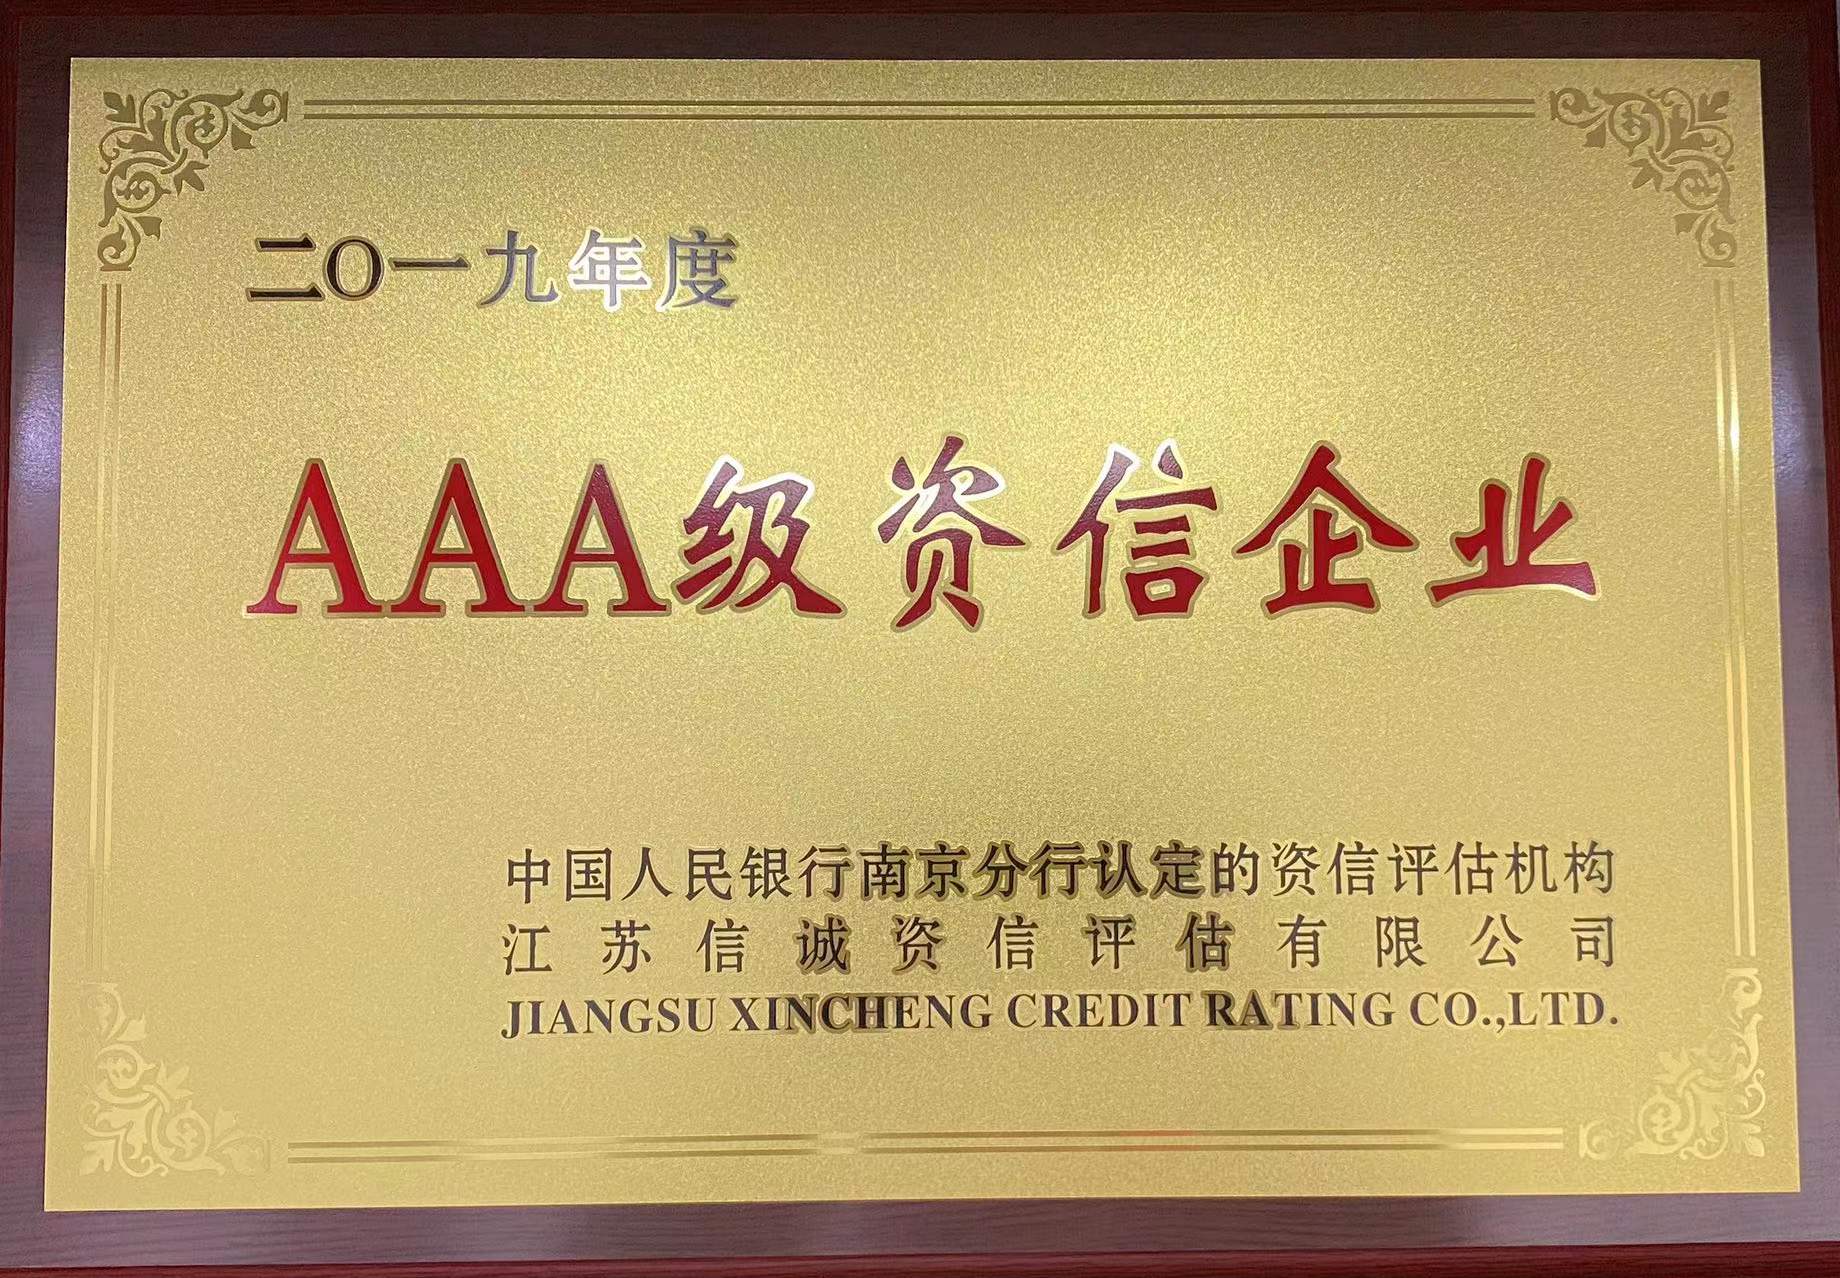 二〇一九年度
AAA级资信企业
中国人民银行南京分行认定的资信评估机构
江苏信诚资信评估有限公司
JIANGSU XINCHENG CREDIT RATING CO.,LTD.